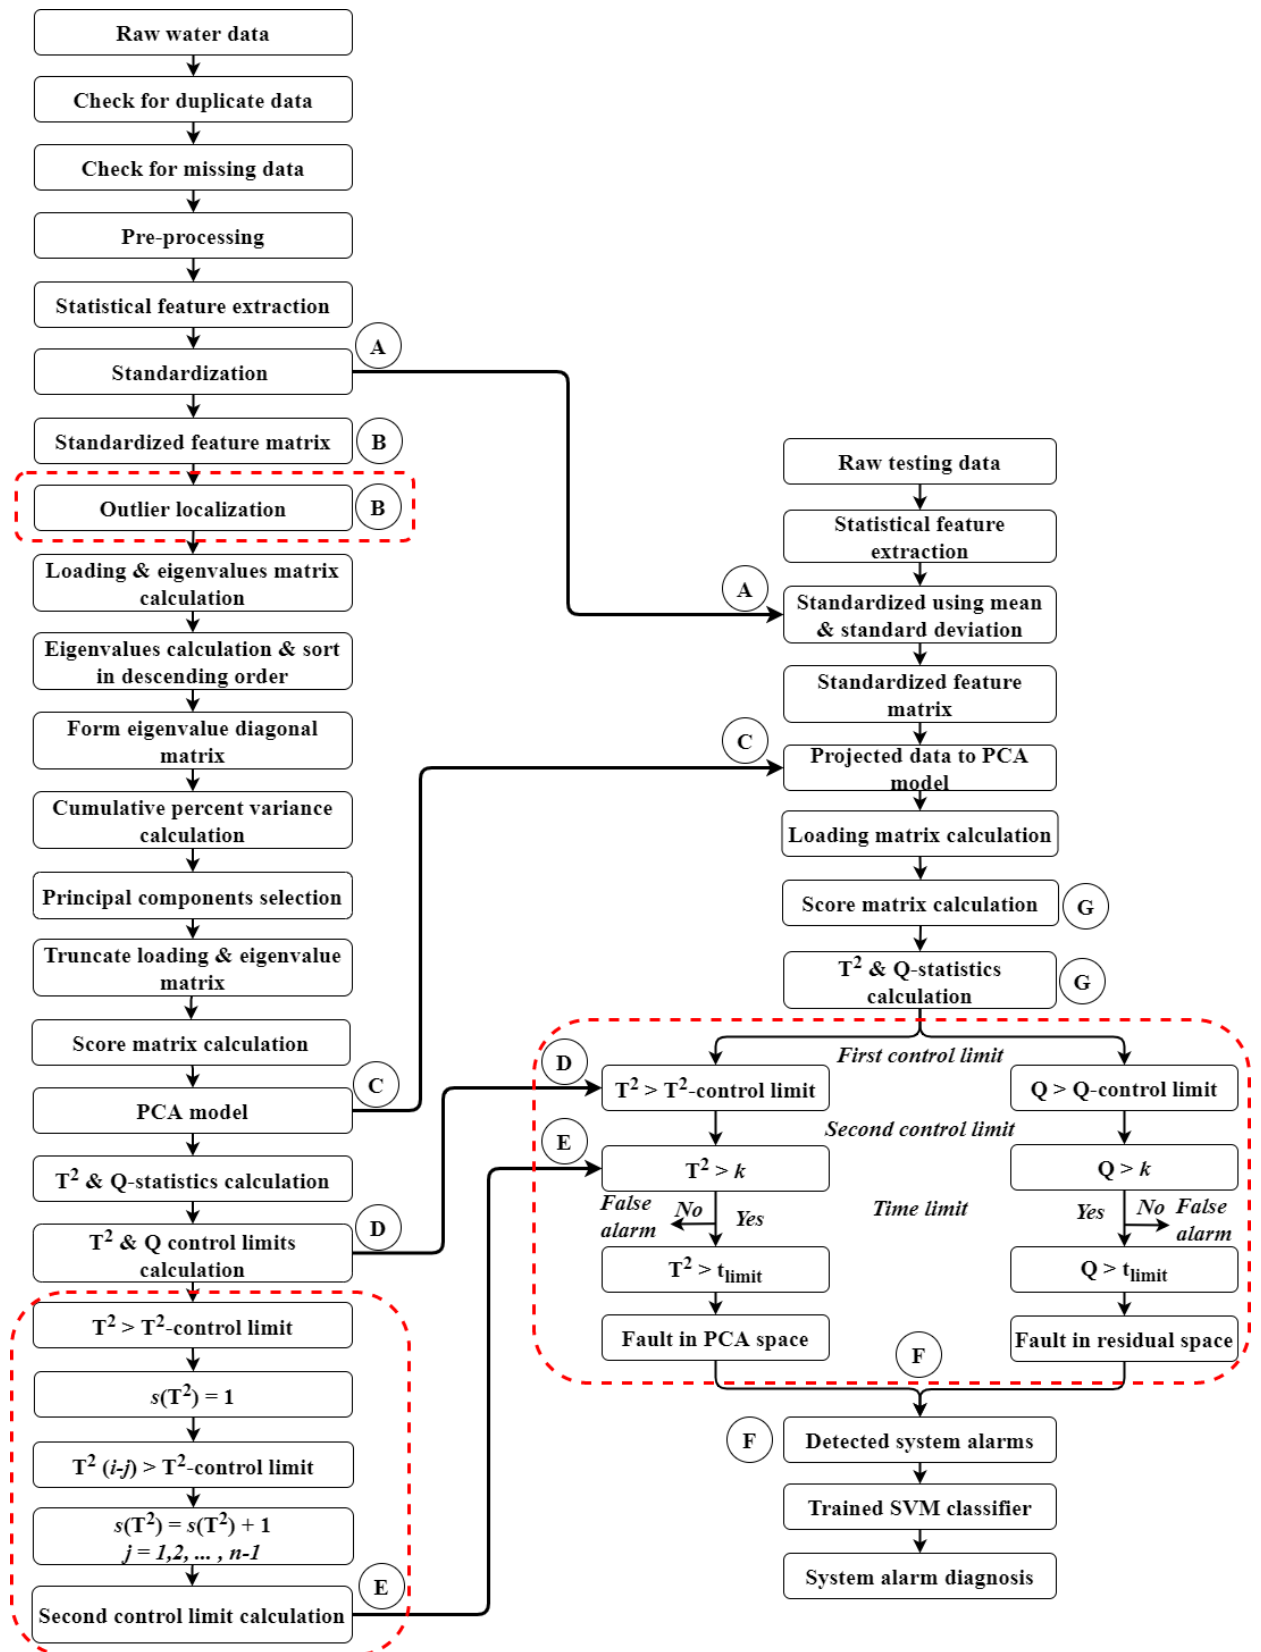 Raw water data
Check for duplicate data
Check for missing data
Pre-processing
Statistical feature extraction
A
Standardization
Standardized feature matrix
B
Outlier localization
B
Loading & eigenvalues matrix
calculation
Eigenvalues calculation & sort
in descending order
Form eigenvalue diagonal
matrix
Cumulative percent variance
calculation
Principal components selection
Truncate loading & eigenvalue
matrix
Score matrix calculation
C
PCA model
T² & Q-statistics calculation
D
T² & Q control limits
calculation
T² > T²-control limit
s(T²) = 1
T² (i-j) > T²-control limit
s(T²) = s(T²) + 1
j = 1,2, ... , n-1
E
Second control limit calculation
Raw testing data
Statistical feature
extraction
A
Standardized using mean
& standard deviation
Standardized feature
matrix
C
Projected data to PCA
model
Loading matrix calculation
Score matrix calculation
G
T² & Q-statistics
calculation
G
First control limit
D
T² > T²-control limit
Q > Q-control limit
Second control limit
E
T² > k
Q > k
False
alarm
No
Yes
Time limit
Yes
No
False
alarm
T² > tlimit
Q > tlimit
Fault in PCA space
Fault in residual space
F
F
Detected system alarms
Trained SVM classifier
System alarm diagnosis